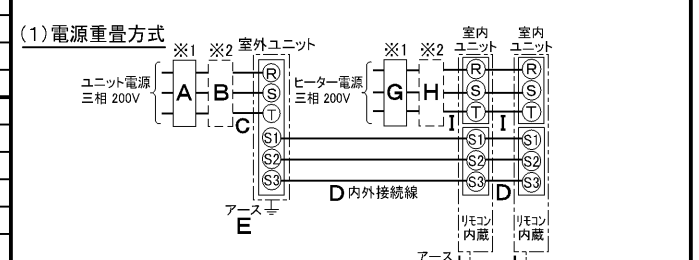 (1)電源重畳方式
※1 ※2 室外ユニット
ユニット電源
三相 200V
A B
R
S
T
C
S1
S2
S3
アース
E
※1 ※2
ヒーター電源
三相 200V
G H
室内
ユニット
室内
ユニット
R R
S S
T T
I I
S1 S1
S2 S2
S3 S3
D 内外接続線
D
リモコン
内蔵
リモコン
内蔵
アース